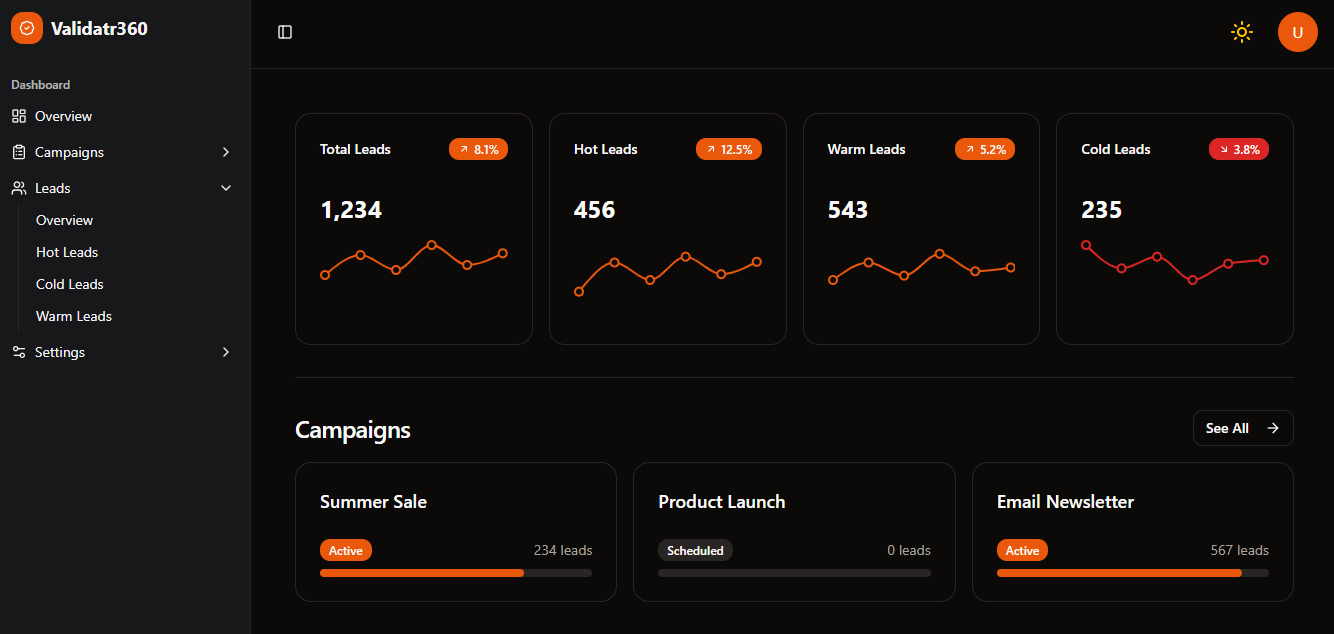 Validatr360
U
Dashboard
Overview
Campaigns
Leads
Overview
Hot Leads
Cold Leads
Warm Leads
Settings
Total Leads 8.1%
1,234
Hot Leads 12.5%
456
Warm Leads 5.2%
543
Cold Leads 3.8%
235
Campaigns
See All
Summer Sale
Active 234 leads
Product Launch
Scheduled 0 leads
Email Newsletter
Active 567 leads